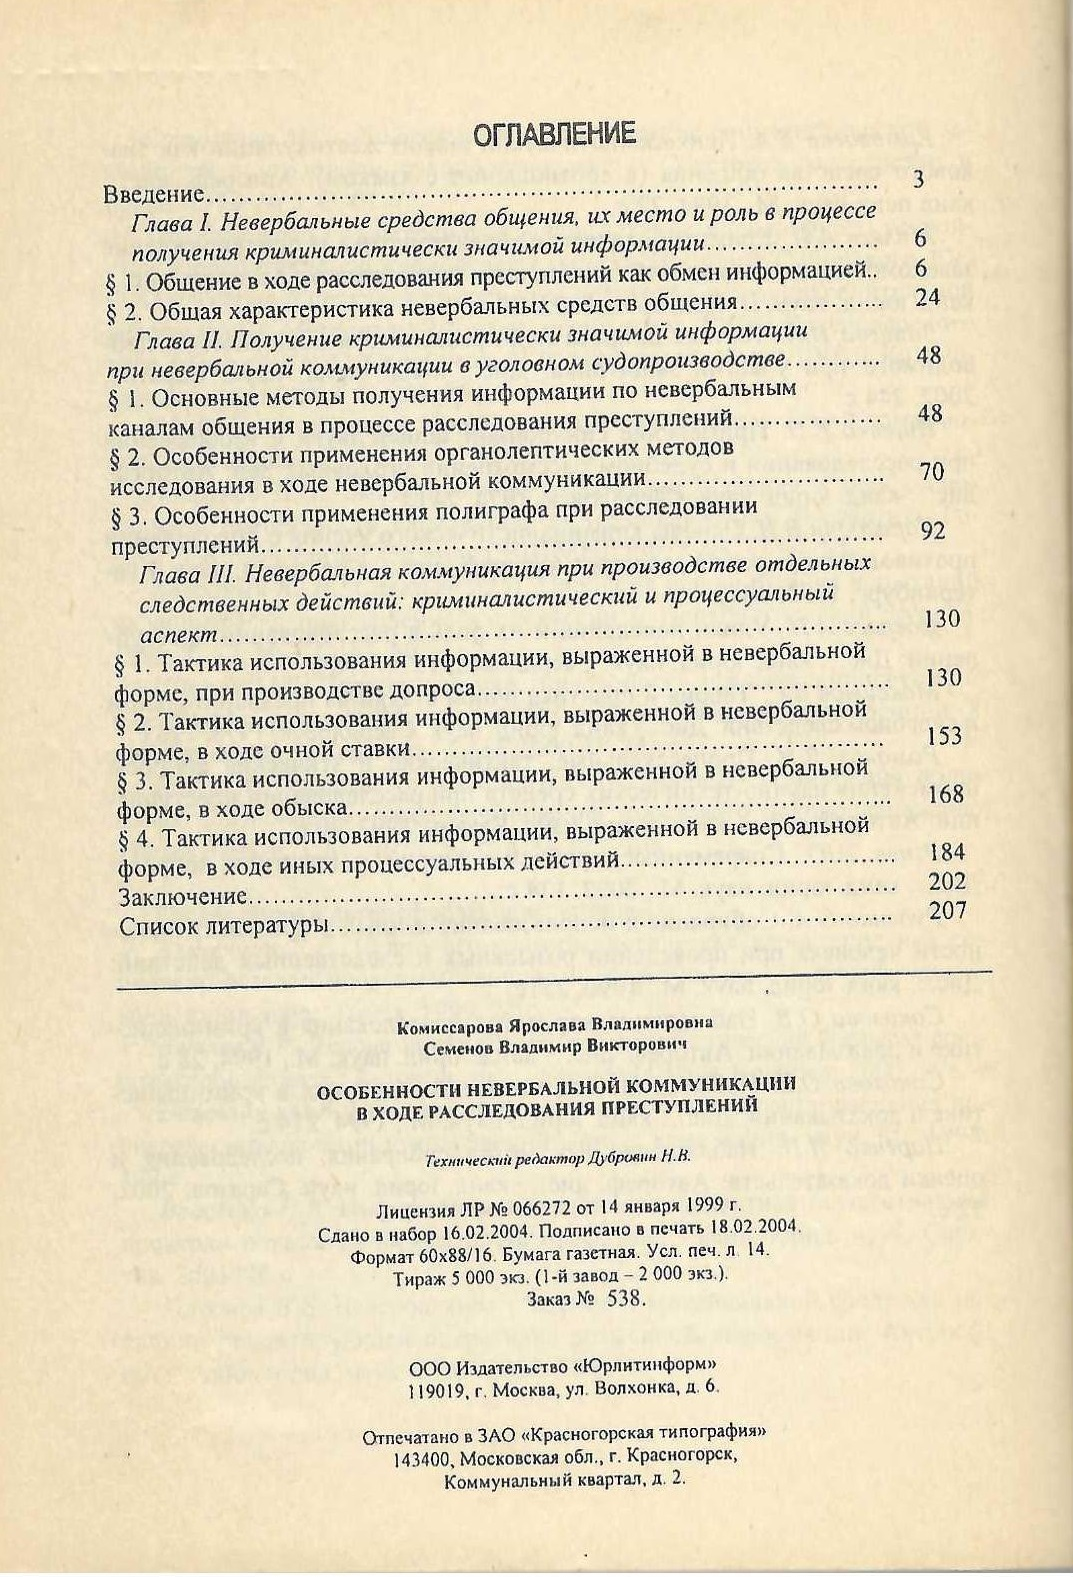 ОГЛАВЛЕНИЕ
Введение........................................................ 3
Глава I. Невербальные средства общения, их место и роль в процессе
получения криминалистически значимой информации.................... 6
§ 1. Общение в ходе расследования преступлений как обмен информацией.. 6
§ 2. Общая характеристика невербальных средств общения................. 24
Глава II. Получение криминалистически значимой информации
при невербальной коммуникации в уголовном судопроизводстве............ 48
§ 1. Основные методы получения информации по невербальным
каналам общения в процессе расследования преступлений.................. 48
§ 2. Особенности применения органолептических методов
исследования в ходе невербальной коммуникации............................ 70
§ 3. Особенности применения полиграфа при расследовании
преступлений........................................................ 92
Глава III. Невербальная коммуникация при производстве отдельных
следственных действий: криминалистический и процессуальный
аспект........................................................ 130
§ 1. Тактика использования информации, выраженной в невербальной
форме, при производстве допроса............................................ 130
§ 2. Тактика использования информации, выраженной в невербальной
форме, в ходе очной ставки.................................................. 153
§ 3. Тактика использования информации, выраженной в невербальной
форме, в ходе обыска........................................................ 168
§ 4. Тактика использования информации, выраженной в невербальной
форме, в ходе иных процессуальных действий............................ 184
Заключение........................................................ 202
Список литературы........................................................ 207
Комиссарова Ярослава Владимировна
Семенов Владимир Викторович
ОСОБЕННОСТИ НЕВЕРБАЛЬНОЙ КОММУНИКАЦИИ
В ХОДЕ РАССЛЕДОВАНИЯ ПРЕСТУПЛЕНИЙ
Технический редактор Дубровин Н.В.
Лицензия ЛР № 066272 от 14 января 1999 г.
Сдано в набор 16.02.2004. Подписано в печать 18.02.2004.
Формат 60х88/16. Бумага газетная. Усл. печ. л. 14.
Тираж 5 000 экз. (1-й завод – 2 000 экз.).
Заказ № 538.
ООО Издательство «Юрлитинформ»
119019, г. Москва, ул. Волхонка, д. 6.
Отпечатано в ЗАО «Красногорская типография»
143400, Московская обл., г. Красногорск,
Коммунальный квартал, д. 2.